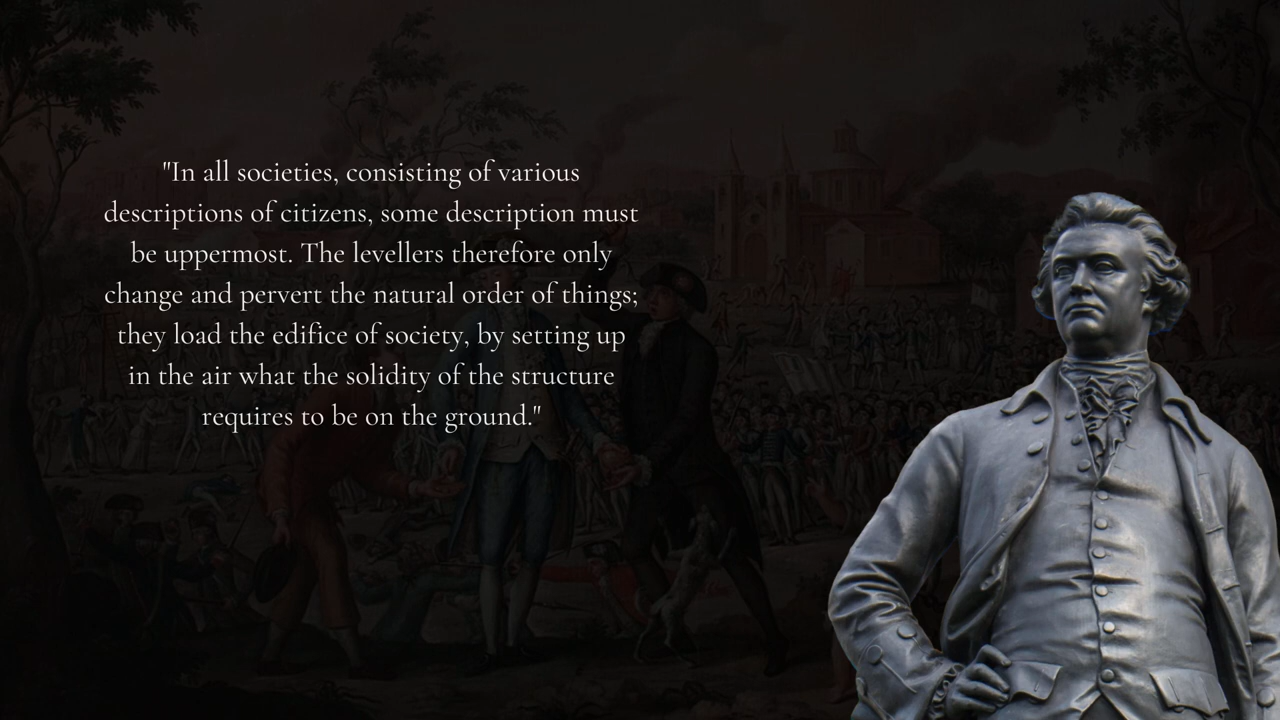 "In all societies, consisting of various
descriptions of citizens, some description must
be uppermost. The levellers therefore only
change and pervert the natural order of things;
they load the edifice of society, by setting up
in the air what the solidity of the structure
requires to be on the ground."